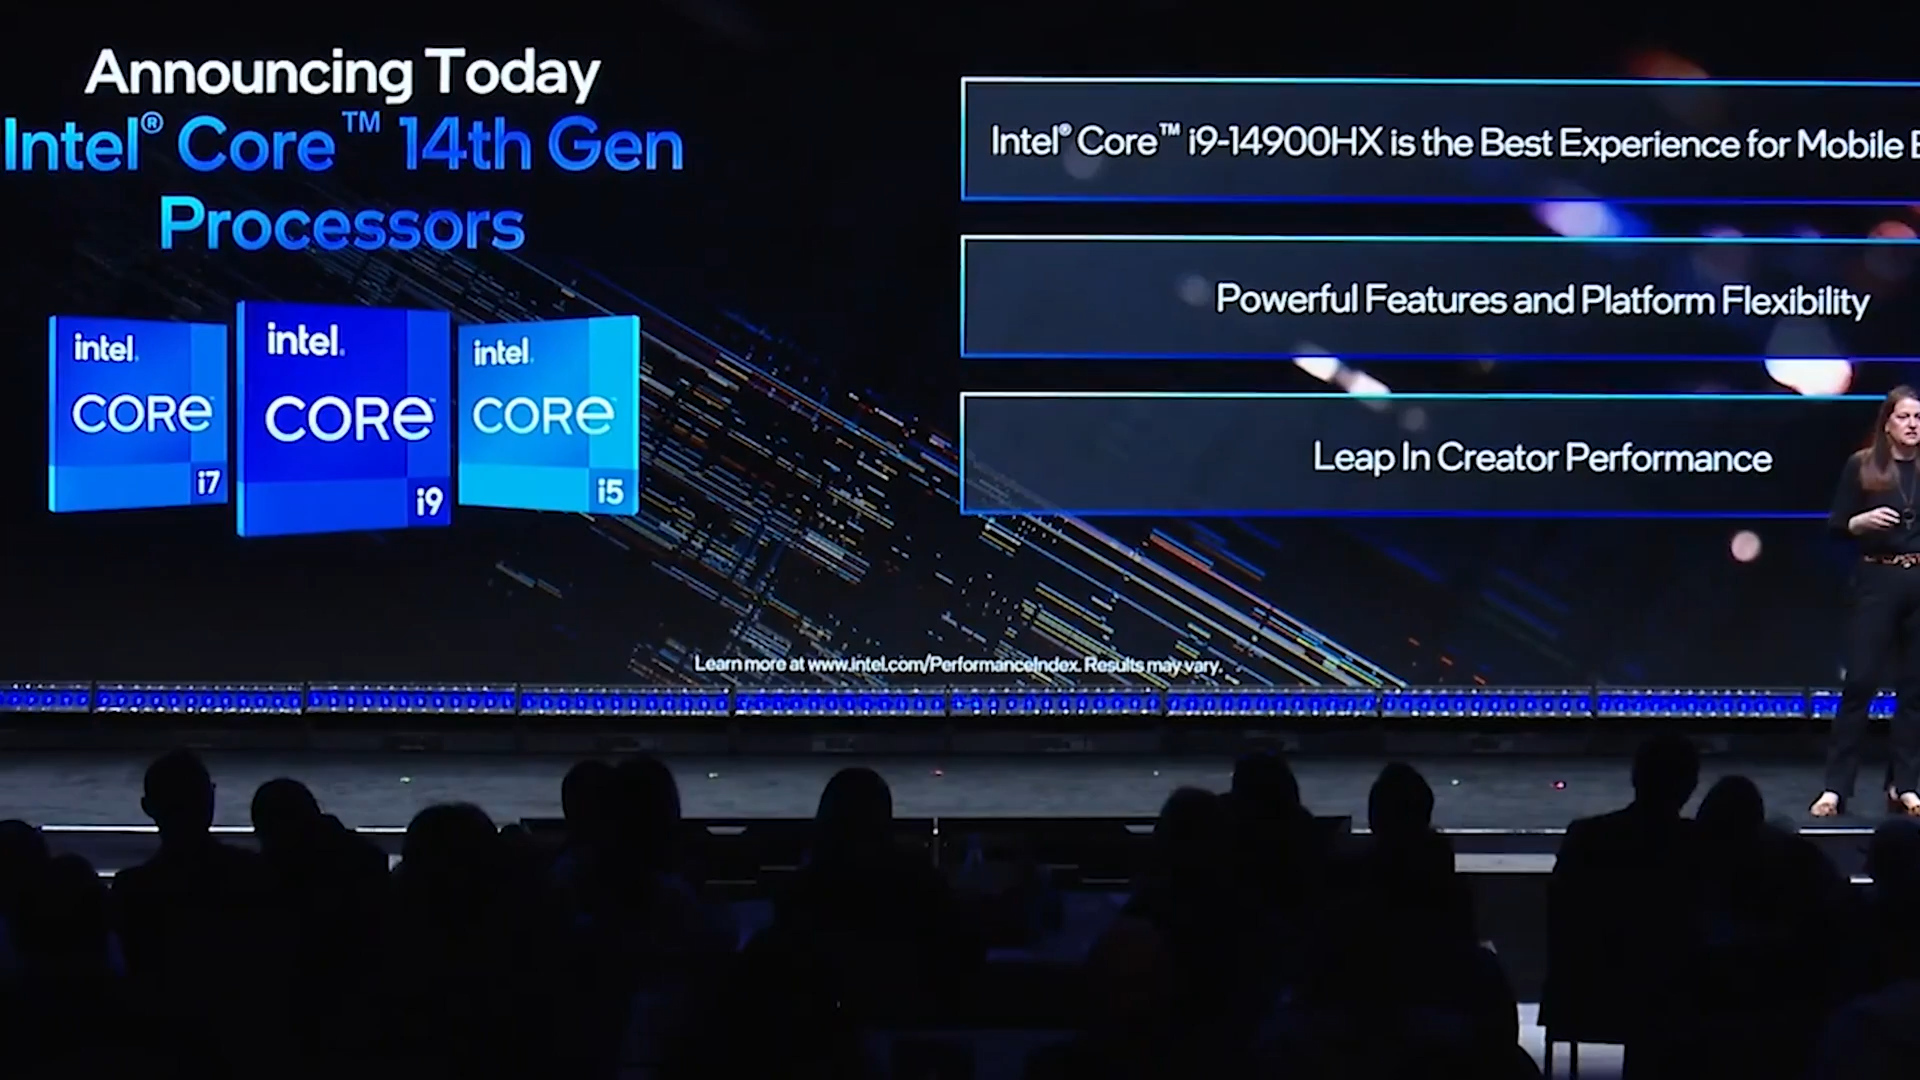 Announcing Today
Intel® Core™ 14th Gen
Processors
intel.
CORE
i7
intel.
CORE™
i9
intel.
CORE™
i5
Intel® Core™ i9-14900HX is the Best Experience for Mobile
Powerful Features and Platform Flexibility
Leap In Creator Performance
Learn more at www.intel.com/PerformanceIndex. Results may vary.